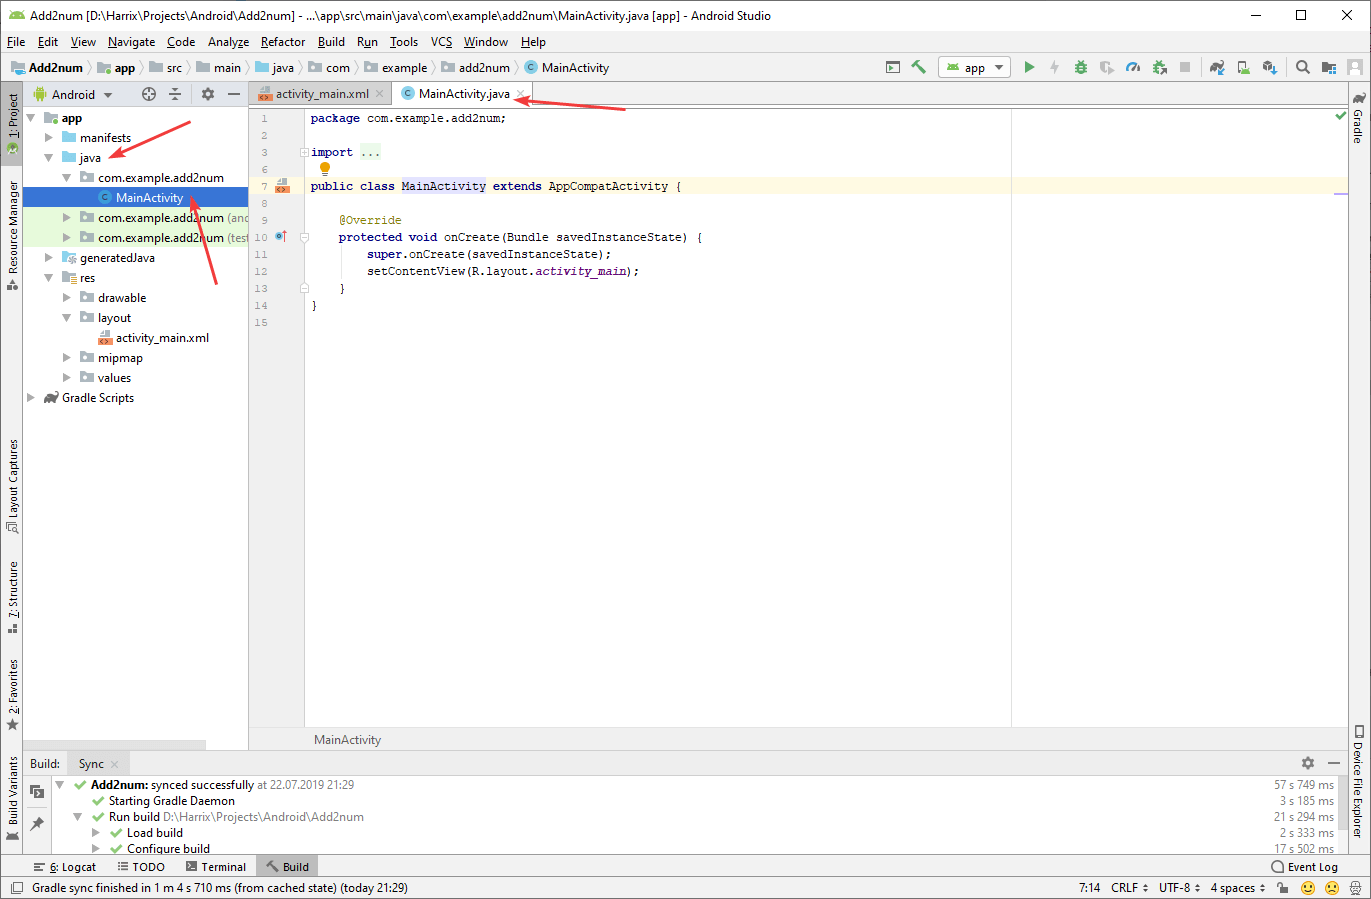 Add2num [D:\Harrix\Projects\Android\Add2num] - ...\app\src\main\java\com\example\add2num\MainActivity.java [app] - Android Studio
File Edit View Navigate Code Analyze Refactor Build Run Tools VCS Window Help
Add2num app src main java com example add2num MainActivity app
1: Project
Resource Manager
Layout Captures
7: Structure
2: Favorites
Build Variants
Android
app
manifests
java
com.example.add2num
MainActivity
com.example.add2num (and
com.example.add2num (test
generatedJava
res
drawable
layout
activity_main.xml
mipmap
values
Gradle Scripts
activity_main.xml MainActivity.java
1 package com.example.add2num;
2
3 import ...
6
7 public class MainActivity extends AppCompatActivity {
8
9 @Override
10 protected void onCreate(Bundle savedInstanceState) {
11 super.onCreate(savedInstanceState);
12 setContentView(R.layout.activity_main);
13 }
14 }
15
MainActivity
Gradle
Device File Explorer
Build: Sync
Add2num: synced successfully at 22.07.2019 21:29 57 s 749 ms
Starting Gradle Daemon 3 s 185 ms
Run build D:\Harrix\Projects\Android\Add2num 21 s 294 ms
Load build 2 s 333 ms
Configure build 17 s 502 ms
6: Logcat TODO Terminal Build Event Log
Gradle sync finished in 1 m 4 s 710 ms (from cached state) (today 21:29) 7:14 CRLF UTF-8 4 spaces